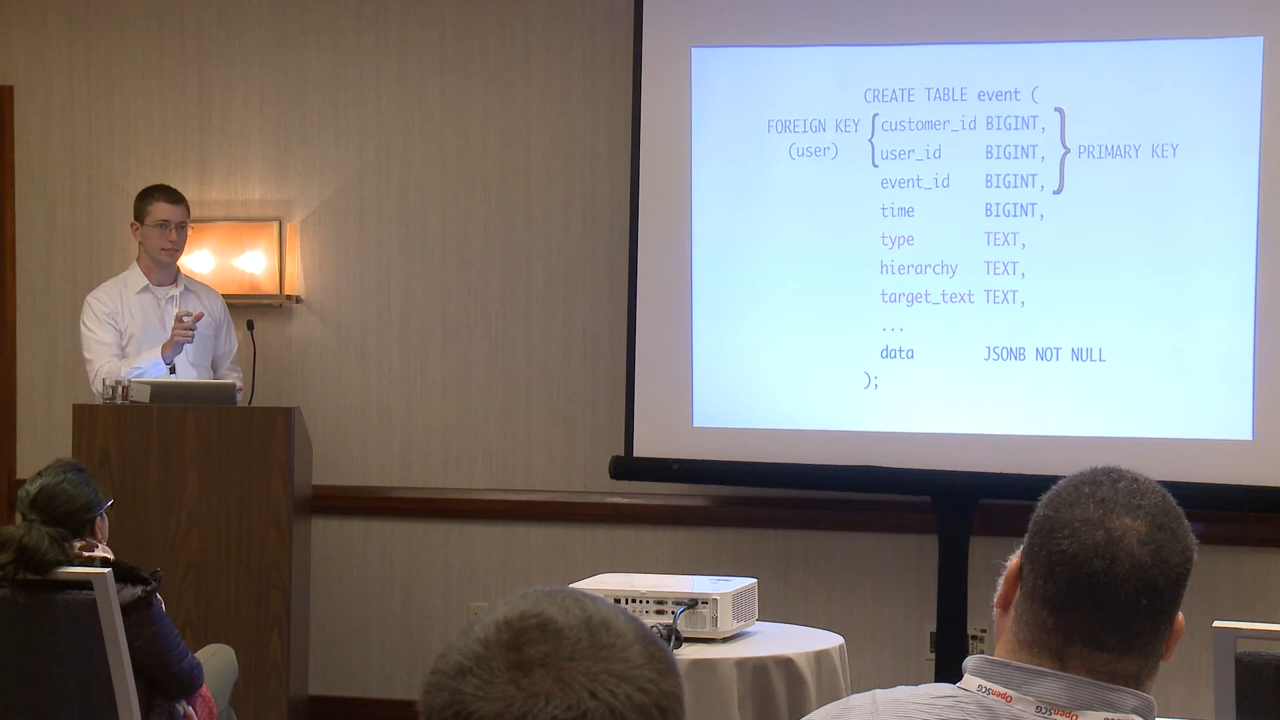 CREATE TABLE event (
FOREIGN KEY
(user)
customer_id BIGINT,
user_id BIGINT,
event_id BIGINT,
PRIMARY KEY
time BIGINT,
type TEXT,
hierarchy TEXT,
target_text TEXT,
...
data JSONB NOT NULL
);
OpenSCG
OpenSCG